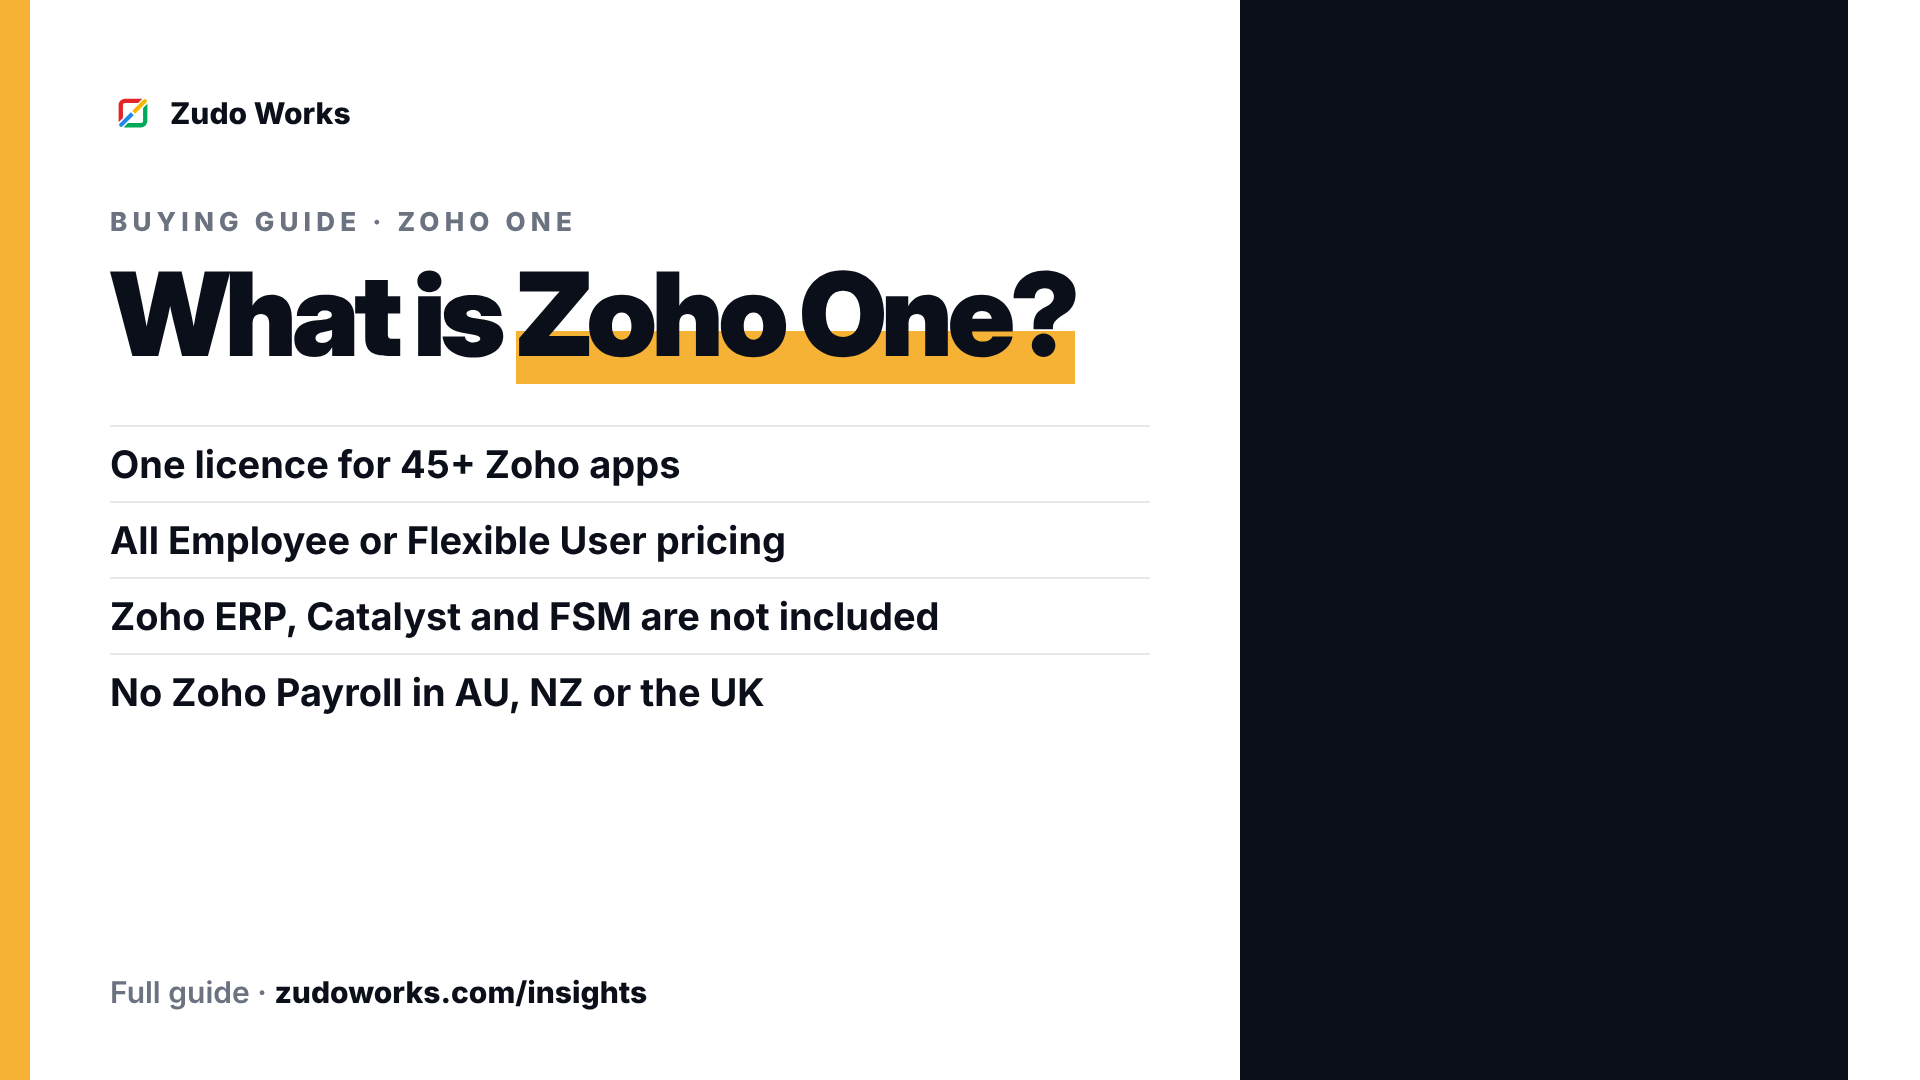 Zudo Works
BUYING GUIDE · ZOHO ONE
What is Zoho One?
One licence for 45+ Zoho apps
All Employee or Flexible User pricing
Zoho ERP, Catalyst and FSM are not included
No Zoho Payroll in AU, NZ or the UK
Full guide · zudoworks.com/insights